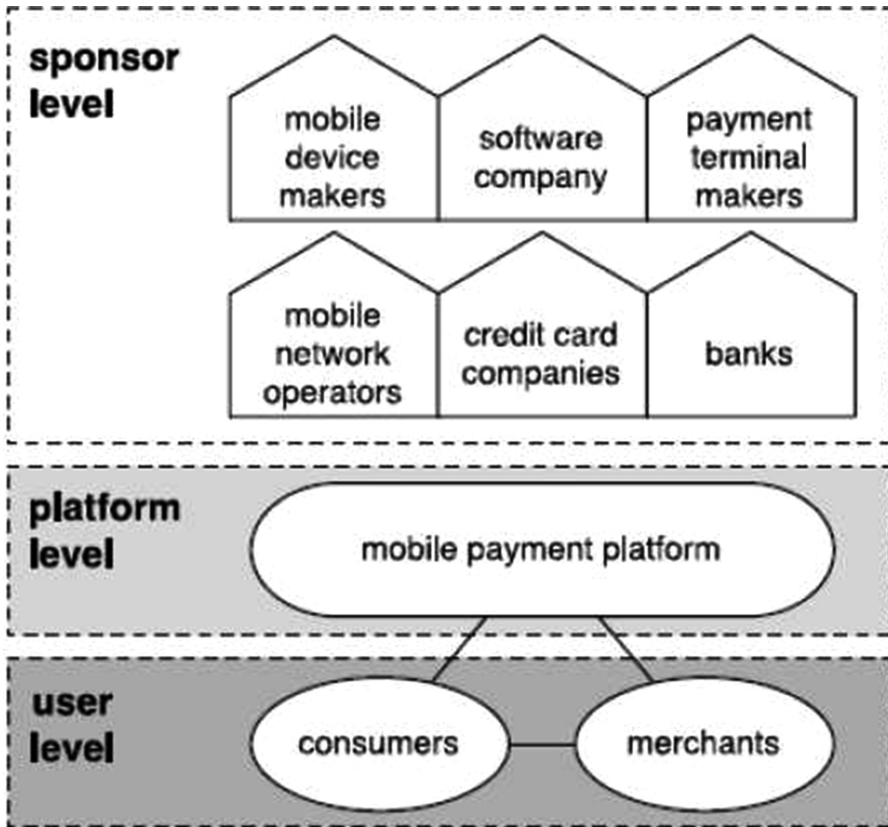 sponsor
level
mobile
device
makers
software
company
payment
terminal
makers
mobile
network
operators
credit card
companies
banks
platform
level
mobile payment platform
user
level
consumers
merchants